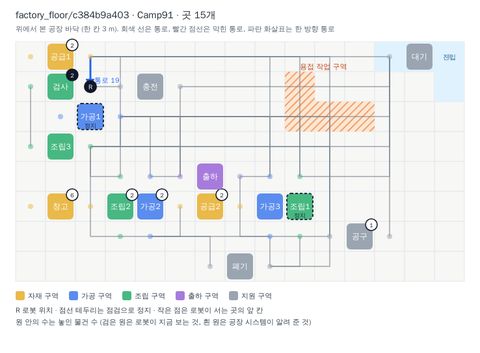 factory_floor/c384b9a403 · Camp91 · 곳 15개
위에서 본 공장 바닥 (한 칸 3 m). 회색 선은 통로, 빨간 점선은 막힌 통로, 파란 화살표는 한 방향 통로
공급1
2
대기
진입
용접 작업 구역
검사
2
R
통로 19
충전
가공1
정지
조립3
출하
창고
6
조립2
2
가공2
2
공급2
2
가공3
조립1
정지
공구
1
폐기
자재 구역
가공 구역
조립 구역
출하 구역
지원 구역
R 로봇 위치 · 점선 테두리는 점검으로 정지 · 작은 점은 로봇이 서는 곳의 앞 칸
원 안의 수는 놓인 물건 수 (검은 원은 로봇이 지금 보는 것, 흰 원은 공장 시스템이 알려 준 것)